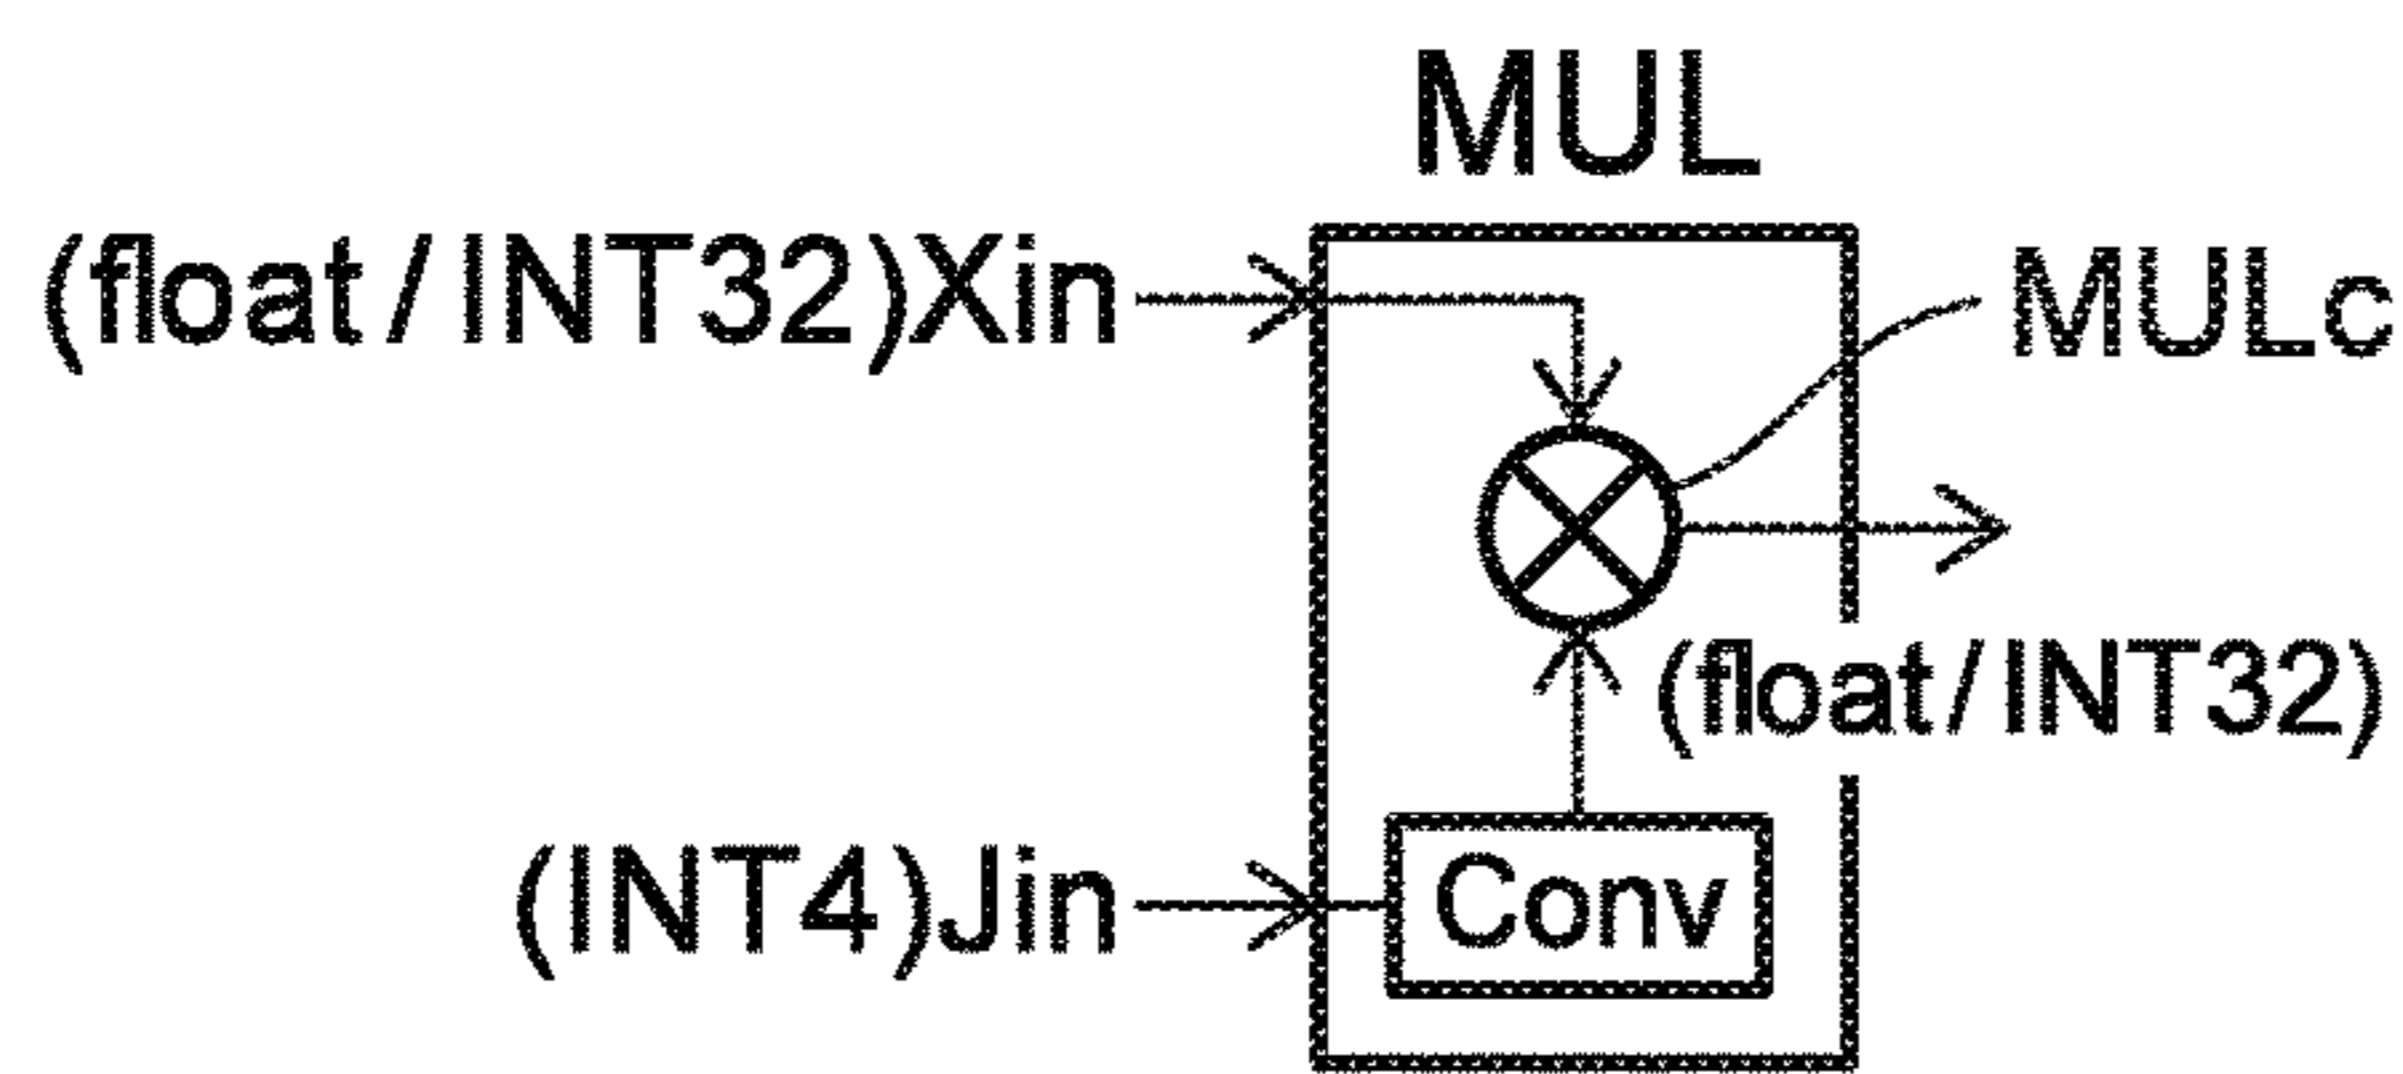 MUL
(float / INT32)Xin
MULc
(float/INT32)
(INT4)Jin
Conv